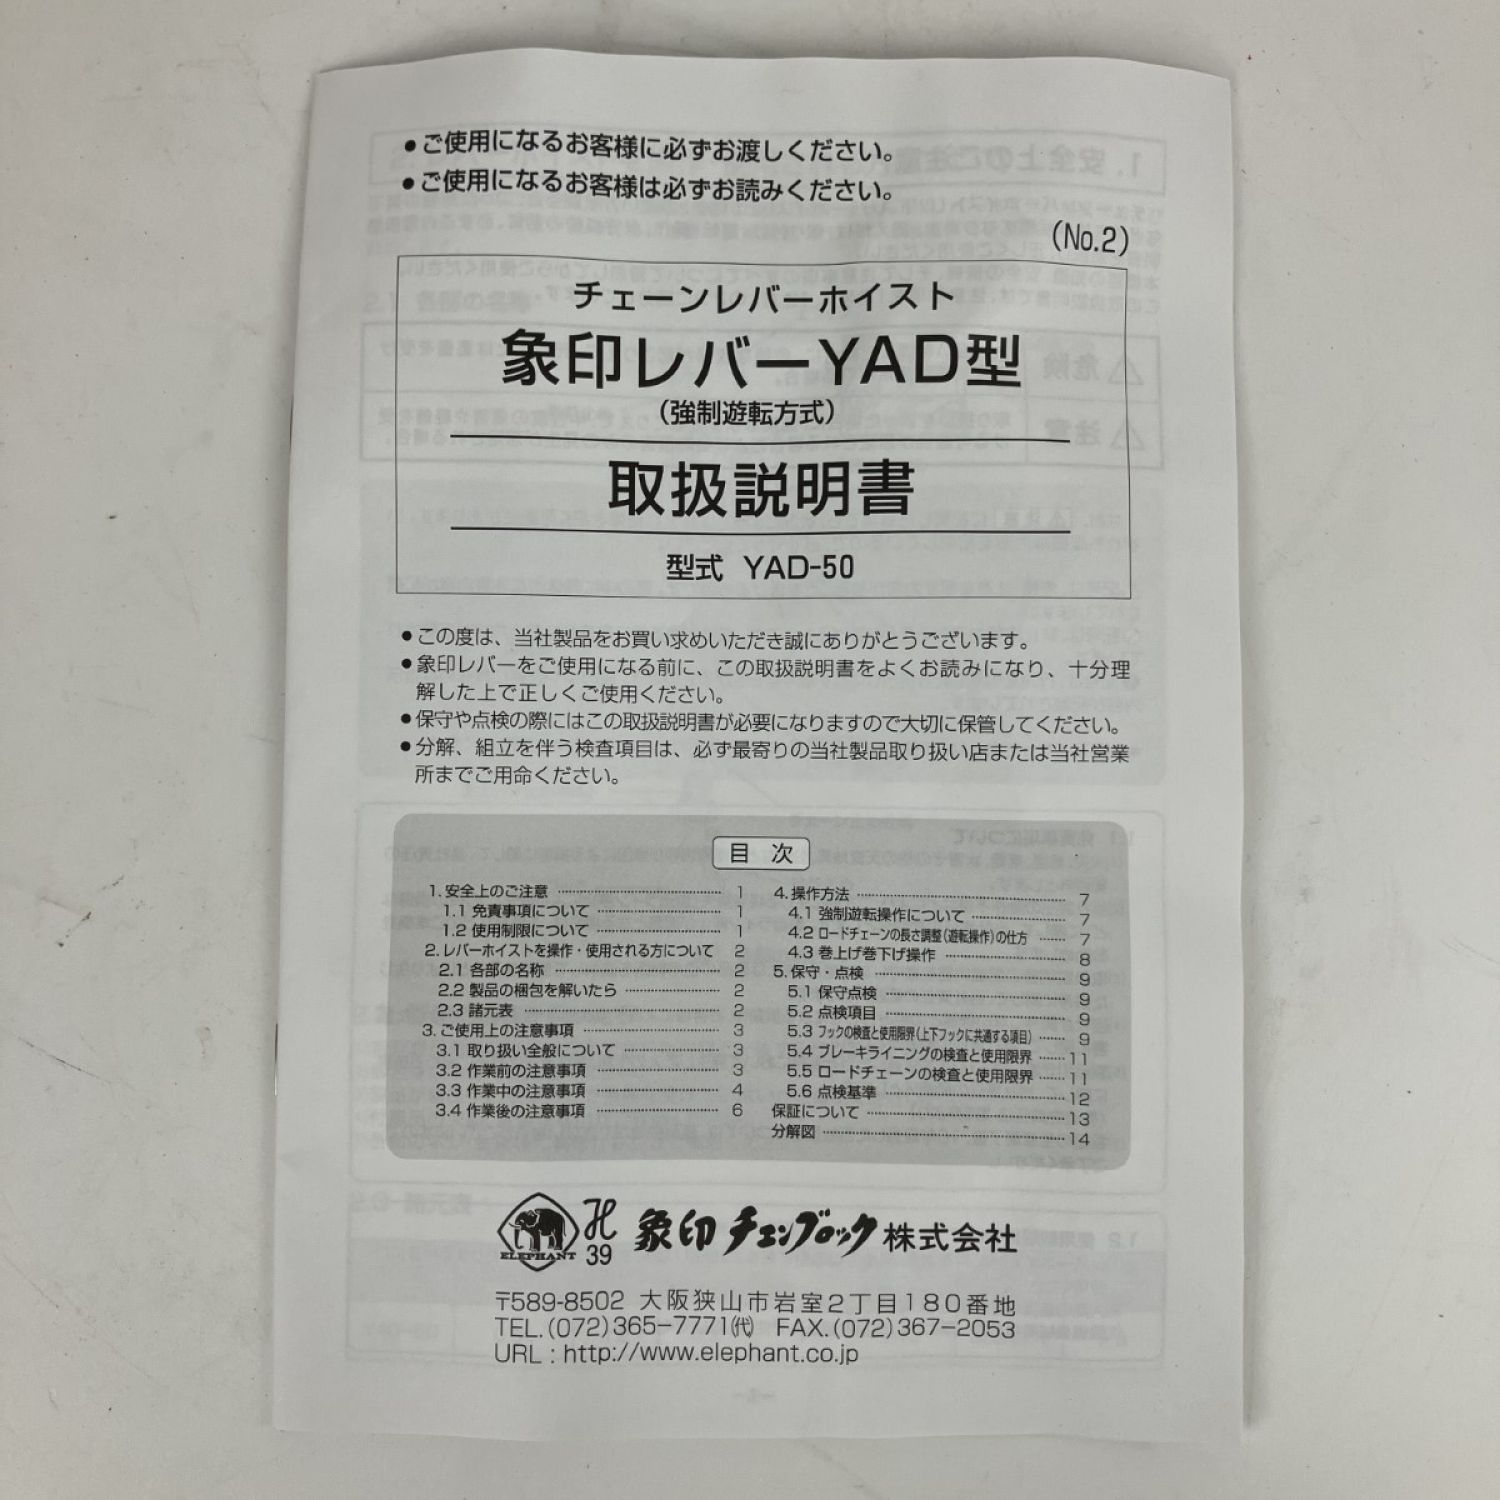 ●ご使用になるお客様に必ずお渡しください。
●ご使用になるお客様は必ずお読みください。
(No.2)
チェーンレバーホイスト
象印レバーYAD型
(強制遊転方式)
取扱説明書
型式 YAD-50
●この度は、当社製品をお買い求めいただき誠にありがとうございます。
●象印レバーをご使用になる前に、この取扱説明書をよくお読みになり、十分理
解した上で正しくご使用ください。
●保守や点検の際にはこの取扱説明書が必要になりますので大切に保管してください。
●分解、組立を伴う検査項目は、必ず最寄りの当社製品取り扱い店または当社営業
所までご用命ください。
目次
1. 安全上のご注意 1
1.1 免責事項について 1
1.2 使用制限について 1
2. レバーホイストを操作・使用される方について 2
2.1 各部の名称 2
2.2 製品の梱包を解いたら 2
2.3 諸元表 2
3. ご使用上の注意事項 3
3.1 取り扱い全般について 3
3.2 作業前の注意事項 3
3.3 作業中の注意事項 4
3.4 作業後の注意事項 6
4. 操作方法 7
4.1 強制遊転操作について 7
4.2 ロードチェーンの長さ調整(遊転操作)の仕方 7
4.3 巻上げ巻下げ操作 8
5. 保守・点検 9
5.1 保守点検 9
5.2 点検項目 9
5.3 フックの検査と使用限界(上下フックに共通する項目) 9
5.4 ブレーキライニングの検査と使用限界 11
5.5 ロードチェーンの検査と使用限界 11
5.6 点検基準 12
保証について 13
分解図 14
ELEPHANT H 39 象印チェンブロック株式会社
〒589-8502 大阪狭山市岩室2丁目180番地
TEL.(072)365-7771㈹ FAX.(072)367-2053
URL : http://www.elephant.co.jp